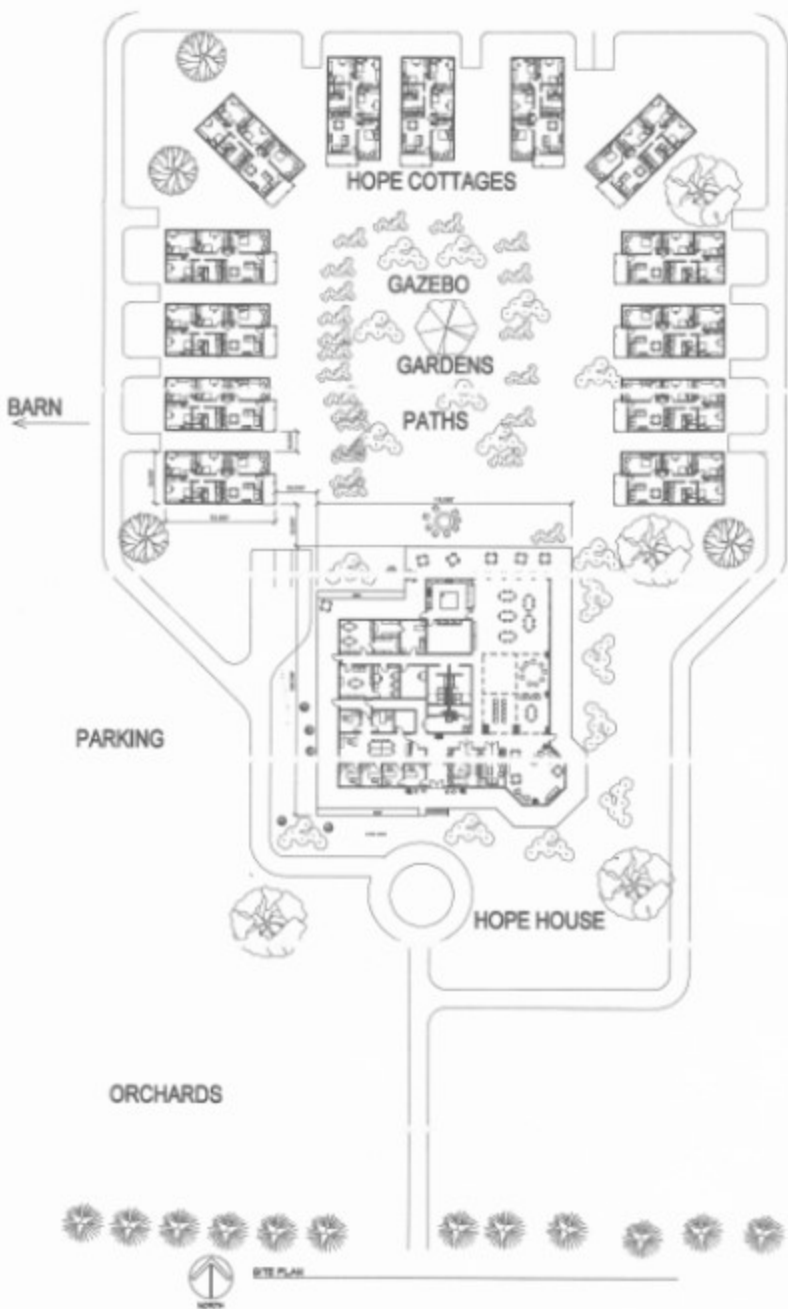 HOPE COTTAGES
GAZEBO
GARDENS
BARN
PATHS
PARKING
HOPE HOUSE
ORCHARDS
SITE PLAN
NORTH